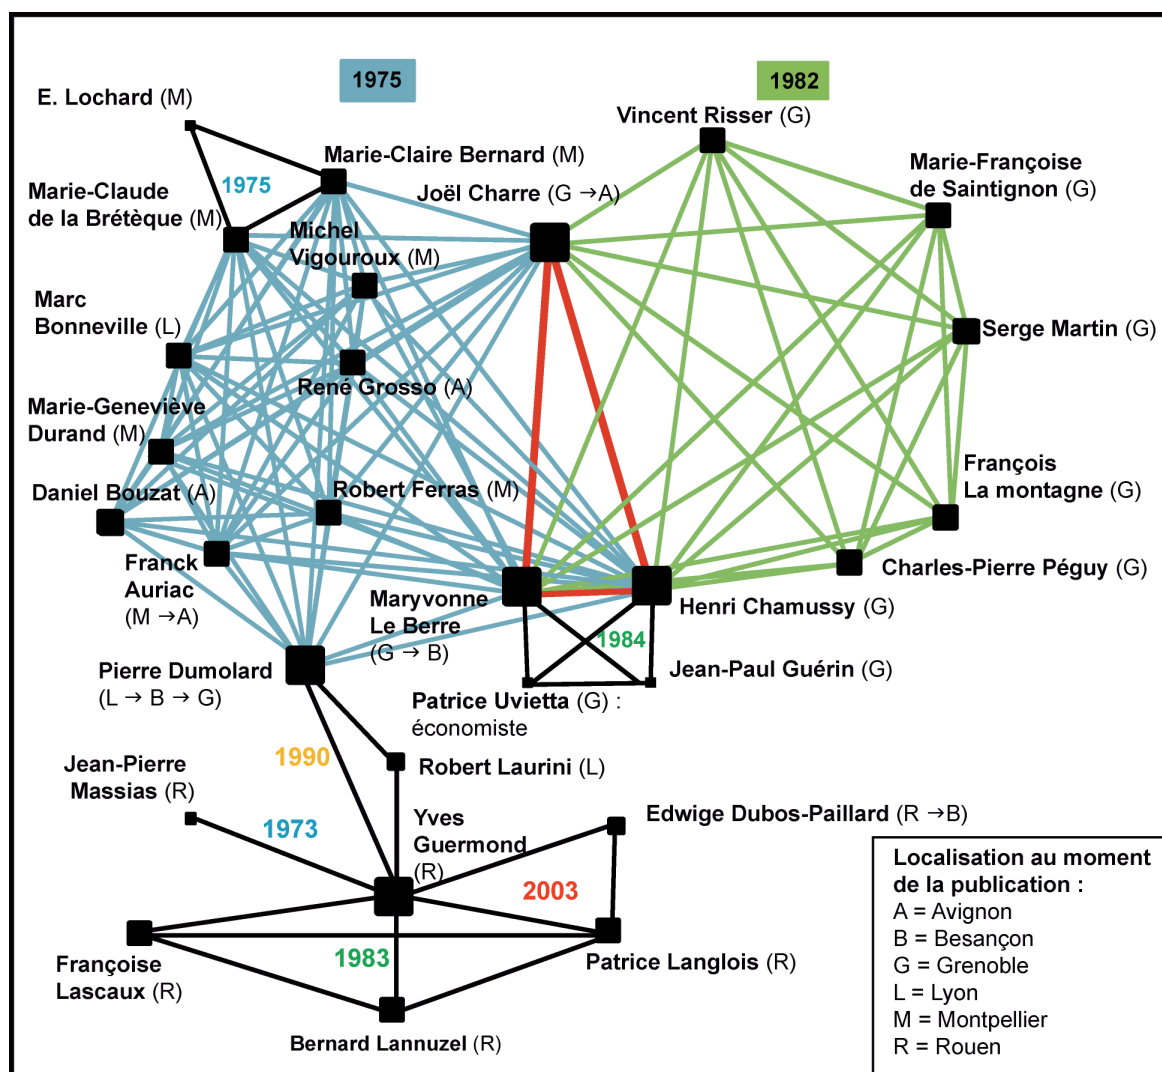 1975
1982
E. Lochard (M)
Vincent Risser (G)
Marie-Claire Bernard (M)
Marie-Françoise
de Saintignon (G)
1975
Marie-Claude
de la Brétèque (M)
Joël Charre (G →A)
Michel
Vigouroux (M)
Marc
Bonneville (L)
Serge Martin (G)
René Grosso (A)
Marie-Geneviève
Durand (M)
François
La montagne (G)
Daniel Bouzat (A)
Robert Ferras (M)
Franck
Auriac
(M →A)
Charles-Pierre Péguy (G)
Maryvonne
Le Berre
(G → B)
Henri Chamussy (G)
1984
Jean-Paul Guérin (G)
Pierre Dumolard
(L → B → G)
Patrice Uvietta (G) :
économiste
1990
Robert Laurini (L)
Jean-Pierre
Massias (R)
1973
Yves
Guermond
(R)
Edwige Dubos-Paillard (R →B)
2003
1983
Françoise
Lascaux (R)
Patrice Langlois (R)
Bernard Lannuzel (R)
Localisation au moment
de la publication :
A = Avignon
B = Besançon
G = Grenoble
L = Lyon
M = Montpellier
R = Rouen